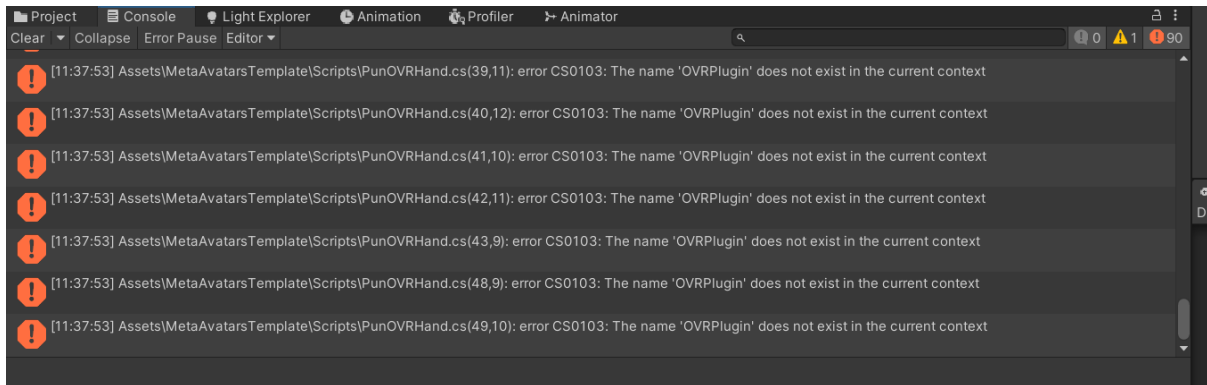 Project Console Light Explorer Animation Profiler Animator
Clear Collapse Error Pause Editor 0 1 90
[11:37:53] Assets\MetaAvatarsTemplate\Scripts\PunOVRHand.cs(39,11): error CS0103: The name 'OVRPlugin' does not exist in the current context
[11:37:53] Assets\MetaAvatarsTemplate\Scripts\PunOVRHand.cs(40,12): error CS0103: The name 'OVRPlugin' does not exist in the current context
[11:37:53] Assets\MetaAvatarsTemplate\Scripts\PunOVRHand.cs(41,10): error CS0103: The name 'OVRPlugin' does not exist in the current context
[11:37:53] Assets\MetaAvatarsTemplate\Scripts\PunOVRHand.cs(42,11): error CS0103: The name 'OVRPlugin' does not exist in the current context
[11:37:53] Assets\MetaAvatarsTemplate\Scripts\PunOVRHand.cs(43,9): error CS0103: The name 'OVRPlugin' does not exist in the current context
[11:37:53] Assets\MetaAvatarsTemplate\Scripts\PunOVRHand.cs(48,9): error CS0103: The name 'OVRPlugin' does not exist in the current context
[11:37:53] Assets\MetaAvatarsTemplate\Scripts\PunOVRHand.cs(49,10): error CS0103: The name 'OVRPlugin' does not exist in the current context